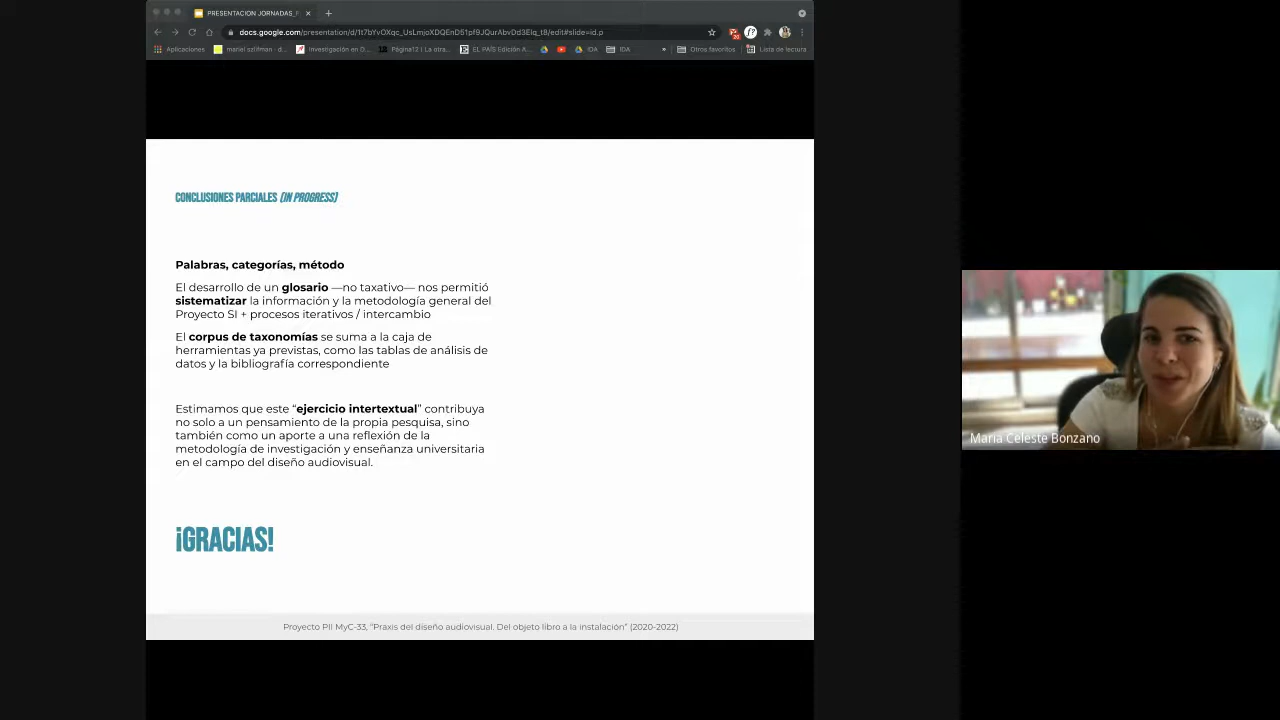 PRESENTACION JORNADAS_F
docs.google.com/presentation/d/1t7bYvOXqc_UsLmjoXDQEnD51pf9JQurAbvDd3Eiq_t8/edit#slide=id.p
Aplicaciones
mariel szlifman - d...
Investigación en D...
Página12 | La otra...
EL PAÍS Edición A...
IDA
IDA
Otros favoritos
Lista de lectura
CONCLUSIONES PARCIALES (IN PROGRESS)
Palabras, categorías, método
El desarrollo de un glosario —no taxativo— nos permitió
sistematizar la información y la metodología general del
Proyecto SI + procesos iterativos / intercambio
El corpus de taxonomías se suma a la caja de
herramientas ya previstas, como las tablas de análisis de
datos y la bibliografía correspondiente
Estimamos que este “ejercicio intertextual” contribuya
no solo a un pensamiento de la propia pesquisa, sino
también como un aporte a una reflexión de la
metodología de investigación y enseñanza universitaria
en el campo del diseño audiovisual.
¡GRACIAS!
Proyecto PII MyC-33, “Praxis del diseño audiovisual. Del objeto libro a la instalación” (2020-2022)
María Celeste Bonzano